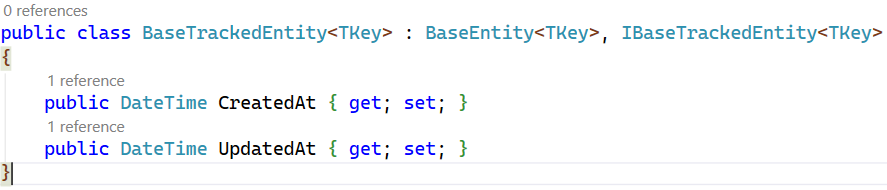 0 references
public class BaseTrackedEntity<TKey> : BaseEntity<TKey>, IBaseTrackedEntity<TKey>
{
1 reference
public DateTime CreatedAt { get; set; }
1 reference
public DateTime UpdatedAt { get; set; }
}